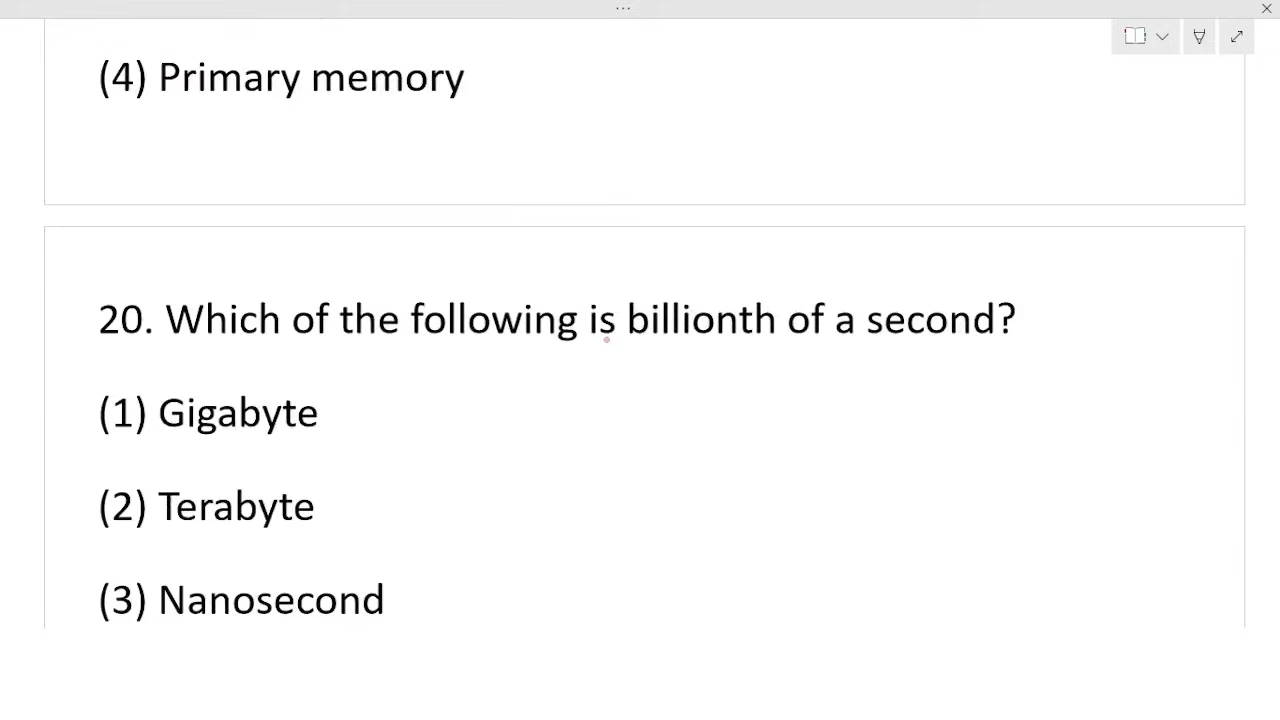 (4) Primary memory
20. Which of the following is billionth of a second?
(1) Gigabyte
(2) Terabyte
(3) Nanosecond